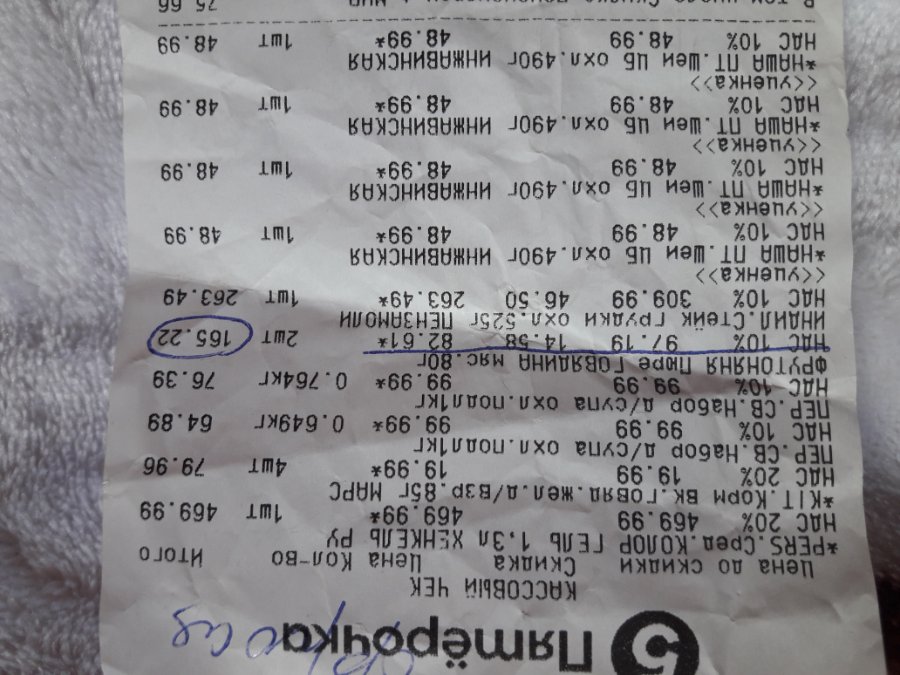 5 Пятёрочка
КАССОВЫЙ ЧЕК
Цена до скидки Скидка Цена Кол-во Итого
*PERS.Сред.КОЛОР.ГЕЛЬ 1,3л ХЕНКЕЛЬ РУ
НДС 20% 469.99 469.99* 1шт 469.99
*KIT.Корм ВК.ГОВЯД.жел.д/взр.85г МАРС
НДС 20% 19.99 19.99* 4шт 79.96
ПЕР.СВ.Набор д/супа охл.подл1кг
НДС 10% 99.99 99.99* 0.649кг 64.89
ПЕР.СВ.Набор д/супа охл.подл1кг
НДС 10% 99.99 99.99* 0.764кг 76.39
ФРУТОНЯНЯ Пюре ГОВЯДИНА мяс.80г
НДС 10% 97.19 14.58 82.61* 2шт 165.22
ИНДИЛ.Стейк грудки охл.525г ПЕНЗАМОЛИ
НДС 10% 309.99 46.50 263.49* 1шт 263.49
<<уценка>>
*НАША ПТ.шеи ЦБ охл.490г ИНЖАВИНСКАЯ
НДС 10% 48.99 48.99* 1шт 48.99
<<уценка>>
*НАША ПТ.шеи ЦБ охл.490г ИНЖАВИНСКАЯ
НДС 10% 48.99 48.99* 1шт 48.99
<<уценка>>
*НАША ПТ.шеи ЦБ охл.490г ИНЖАВИНСКАЯ
НДС 10% 48.99 48.99* 1шт 48.99
<<уценка>>
*НАША ПТ.шеи ЦБ охл.490г ИНЖАВИНСКАЯ
НДС 10% 48.99 48.99* 1шт 48.99
В том числе скидка 75.66